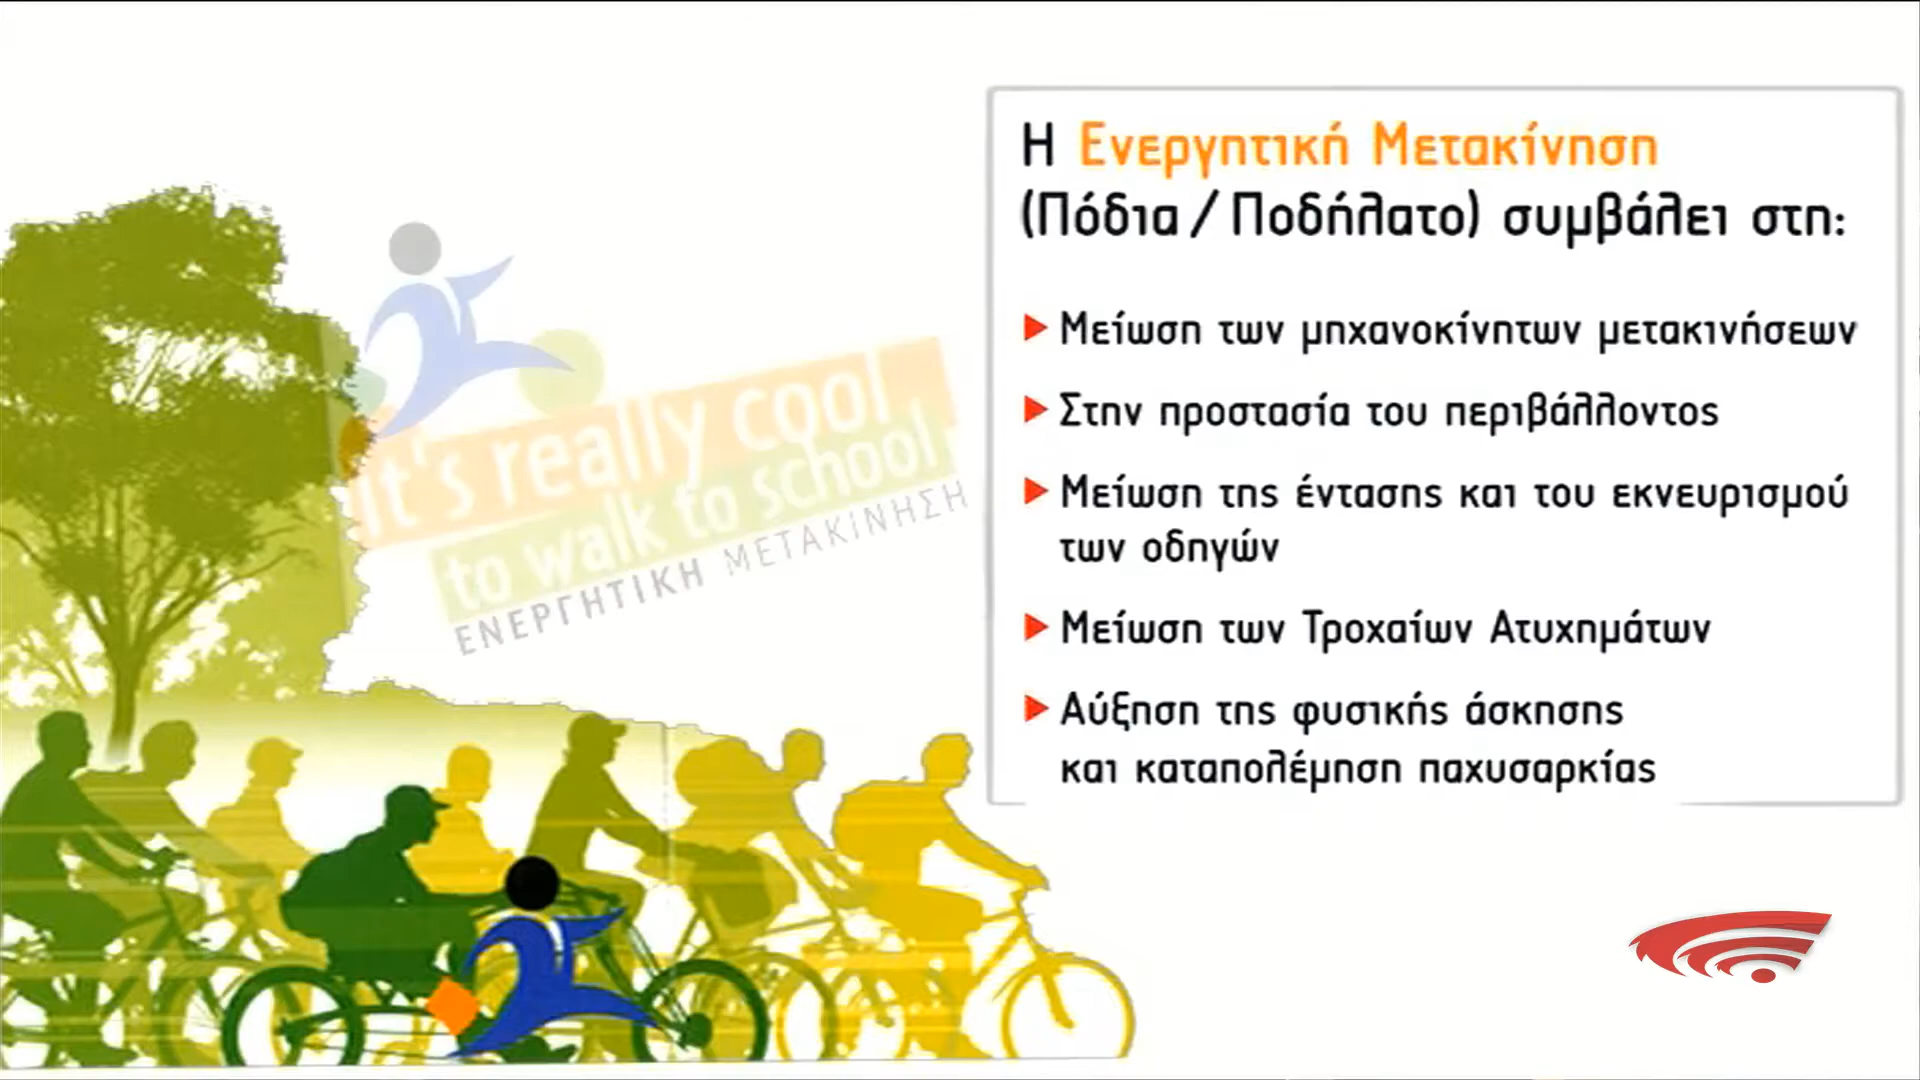 It's really cool
to walk to school
ΕΝΕΡΓΗΤΙΚΗ ΜΕΤΑΚΙΝΗΣΗ
Η Ενεργητική Μετακίνηση
(Πόδια / Ποδήλατο) συμβάλει στη:
Μείωση των μηχανοκίνητων μετακινήσεων
Στην προστασία του περιβάλλοντος
Μείωση της έντασης και του εκνευρισμού
των οδηγών
Μείωση των Τροχαίων Ατυχημάτων
Αύξηση της φυσικής άσκησης
και καταπολέμηση παχυσαρκίας